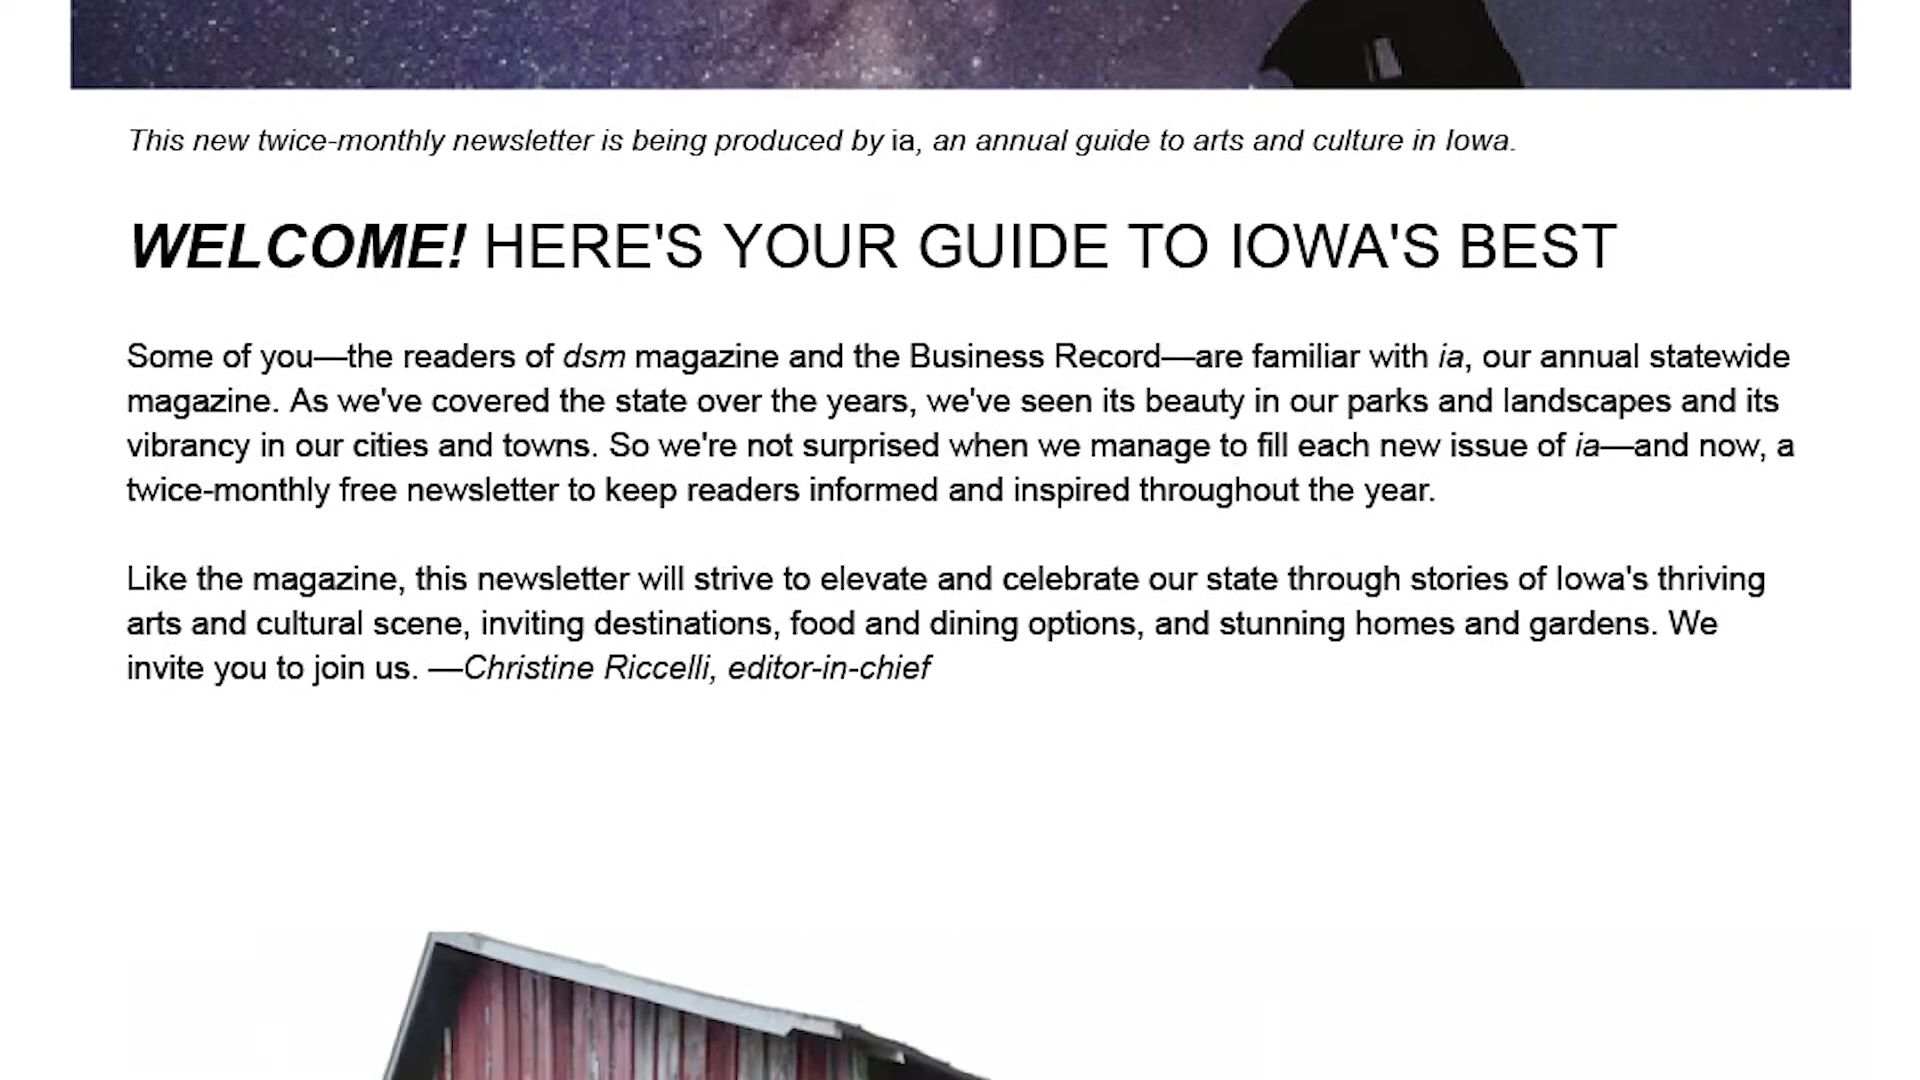 This new twice-monthly newsletter is being produced by ia, an annual guide to arts and culture in Iowa.
WELCOME! HERE'S YOUR GUIDE TO IOWA'S BEST
Some of you—the readers of dsm magazine and the Business Record—are familiar with ia, our annual statewide
magazine. As we've covered the state over the years, we've seen its beauty in our parks and landscapes and its
vibrancy in our cities and towns. So we're not surprised when we manage to fill each new issue of ia—and now, a
twice-monthly free newsletter to keep readers informed and inspired throughout the year.
Like the magazine, this newsletter will strive to elevate and celebrate our state through stories of Iowa's thriving
arts and cultural scene, inviting destinations, food and dining options, and stunning homes and gardens. We
invite you to join us. —Christine Riccelli, editor-in-chief